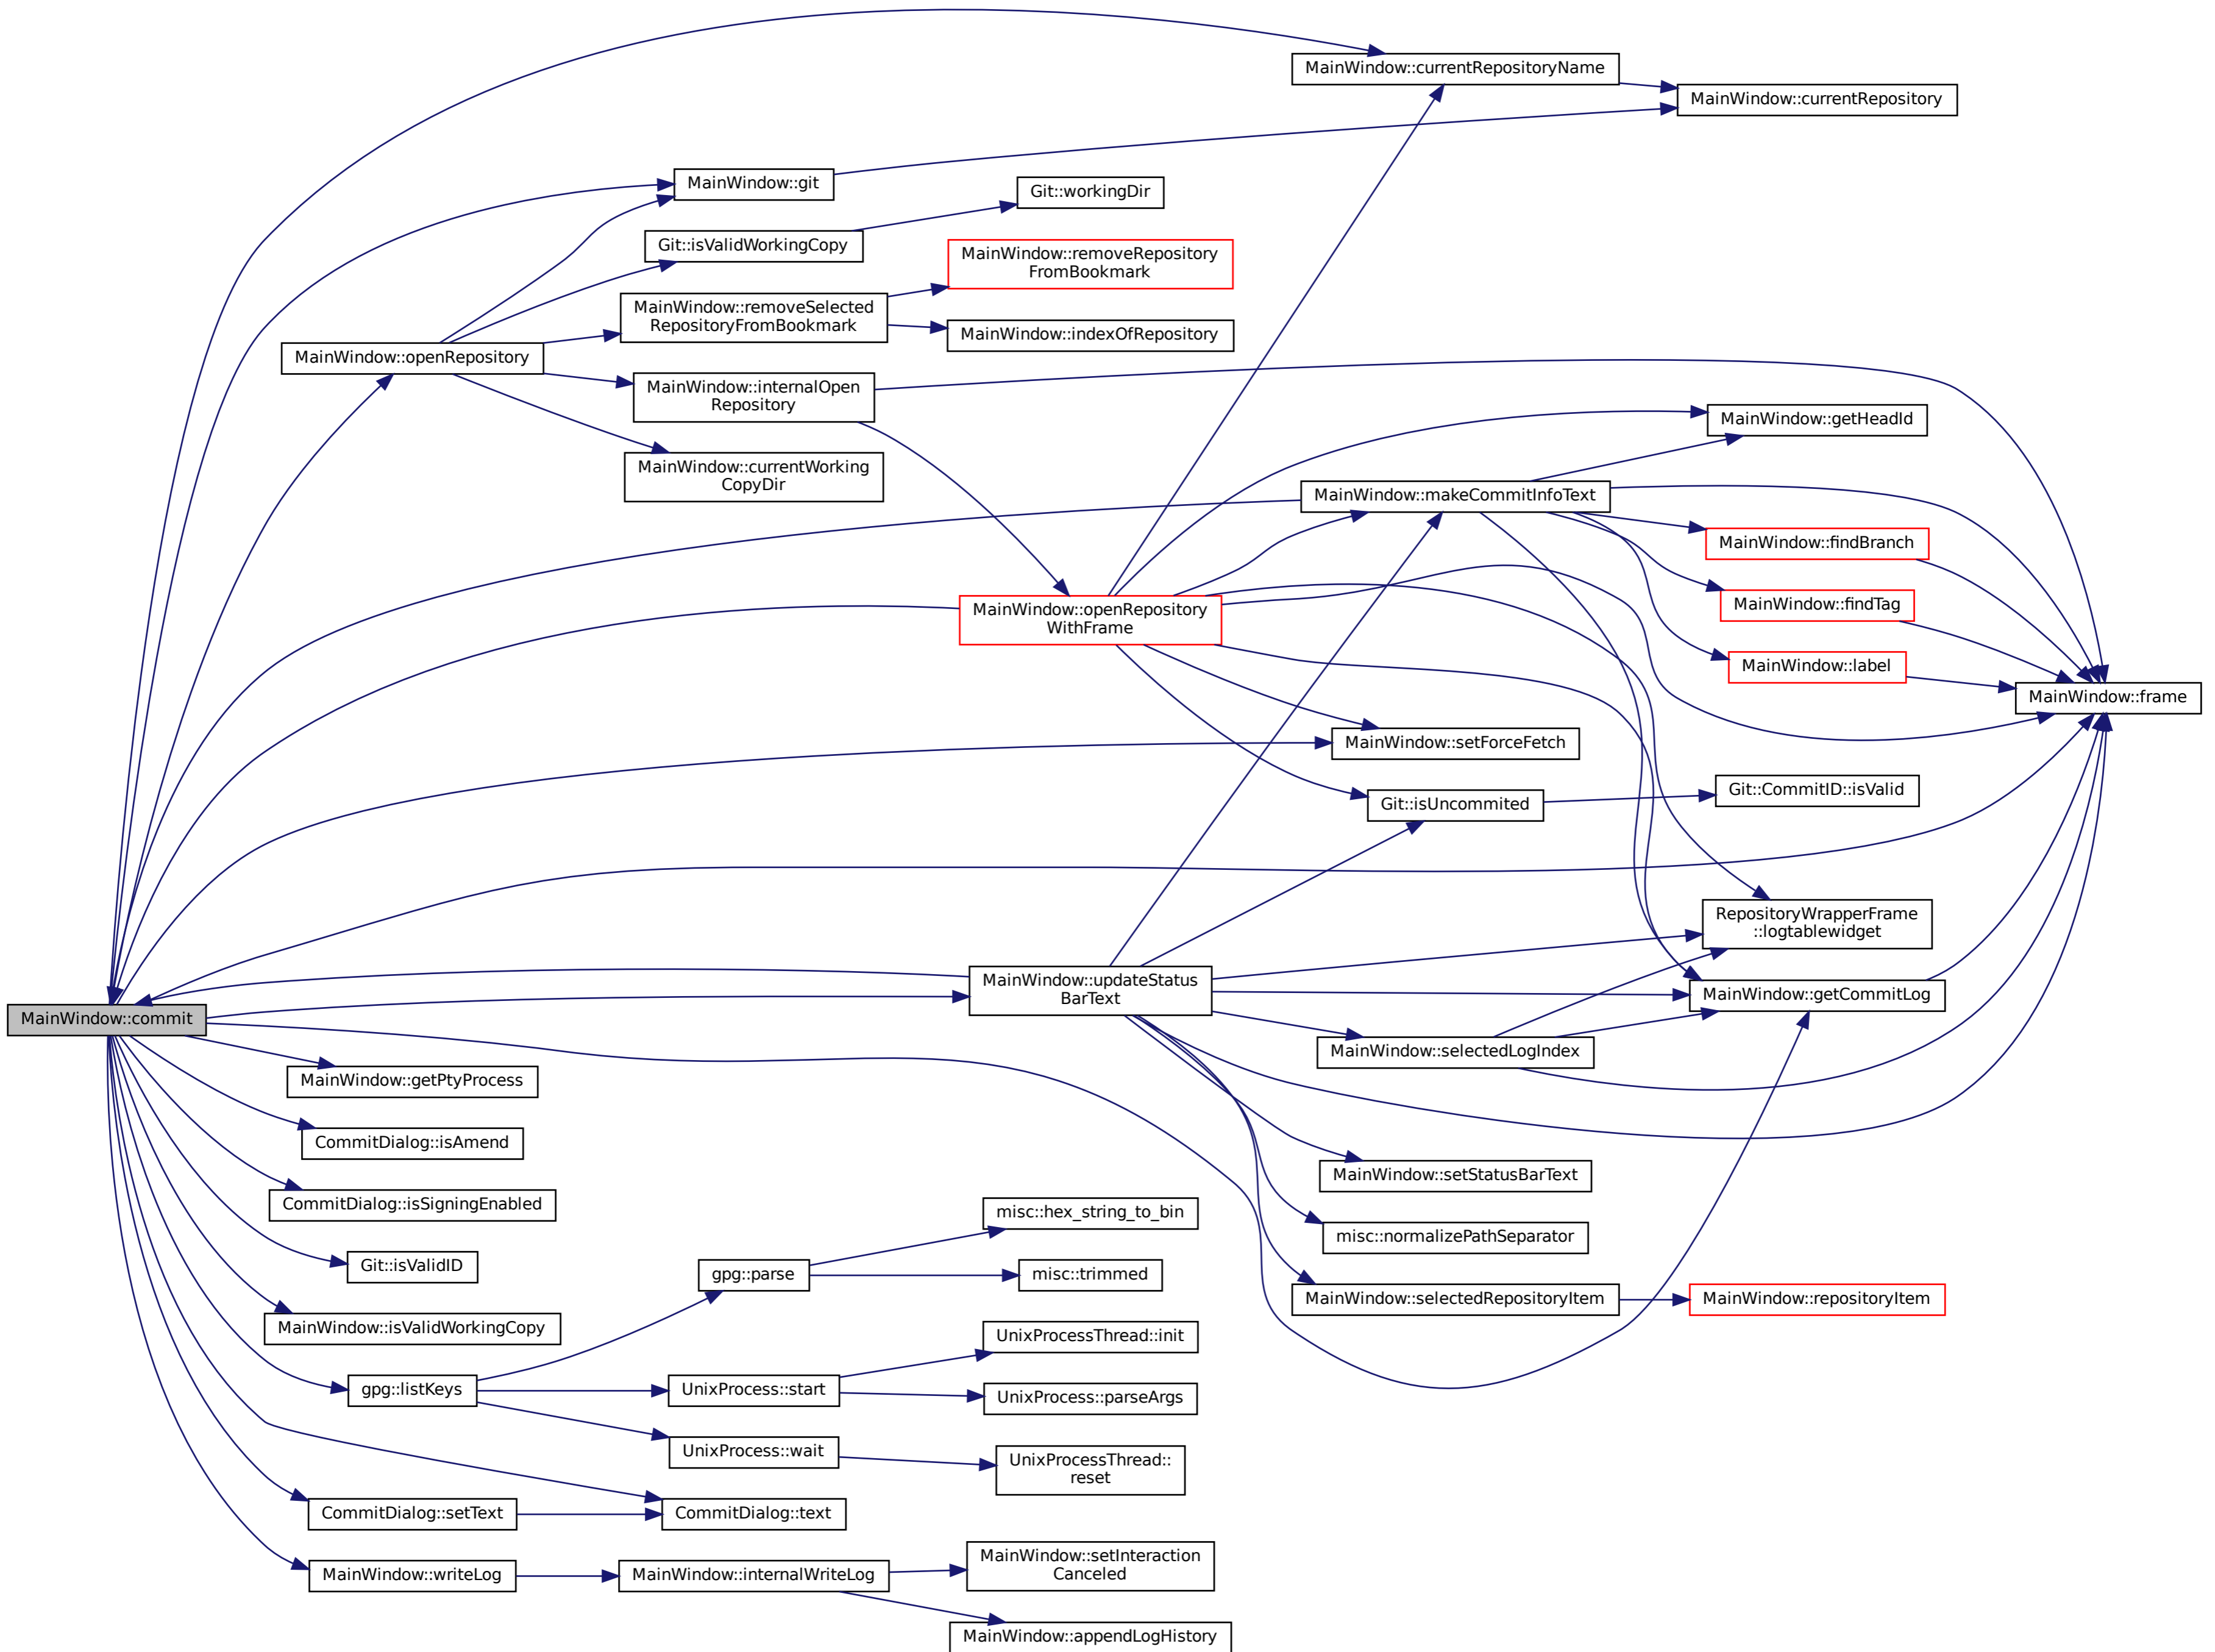 MainWindow::currentRepositoryName
MainWindow::currentRepository
MainWindow::git
Git::workingDir
Git::isValidWorkingCopy
MainWindow::removeRepository
FromBookmark
MainWindow::removeSelected
RepositoryFromBookmark
MainWindow::indexOfRepository
MainWindow::openRepository
MainWindow::internalOpen
Repository
MainWindow::getHeadId
MainWindow::currentWorking
CopyDir
MainWindow::makeCommitInfoText
MainWindow::findBranch
MainWindow::openRepository
WithFrame
MainWindow::findTag
MainWindow::label
MainWindow::frame
MainWindow::setForceFetch
Git::CommitID::isValid
Git::isUncommited
RepositoryWrapperFrame
::logtablewidget
MainWindow::updateStatus
BarText
MainWindow::getCommitLog
MainWindow::commit
MainWindow::selectedLogIndex
MainWindow::getPtyProcess
CommitDialog::isAmend
MainWindow::setStatusBarText
CommitDialog::isSigningEnabled
misc::hex_string_to_bin
misc::normalizePathSeparator
Git::isValidID
gpg::parse
misc::trimmed
MainWindow::selectedRepositoryItem
MainWindow::repositoryItem
MainWindow::isValidWorkingCopy
UnixProcessThread::init
gpg::listKeys
UnixProcess::start
UnixProcess::parseArgs
UnixProcess::wait
UnixProcessThread::
reset
CommitDialog::setText
CommitDialog::text
MainWindow::writeLog
MainWindow::internalWriteLog
MainWindow::setInteraction
Canceled
MainWindow::appendLogHistory